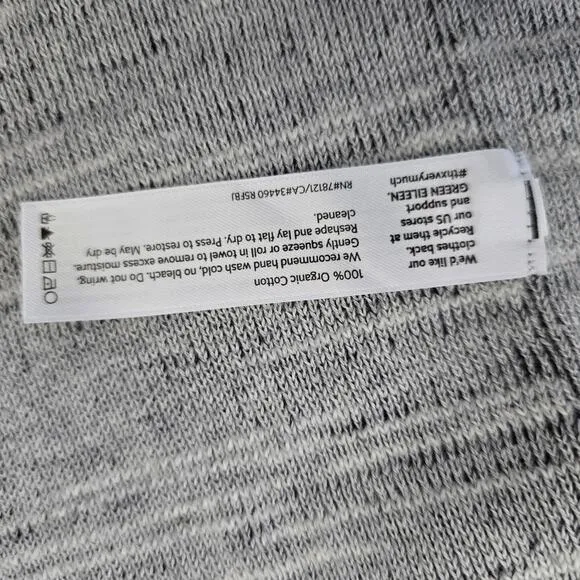 We'd like our
clothes back.
Recycle them at
our US stores
and support
GREEN EILEEN.
#thxverymuch
100% Organic Cotton
We recommend hand wash cold, no bleach. Do not wring.
Gently squeeze or roll in towel to remove excess moisture.
Reshape and lay flat to dry. Press to restore. May be dry
cleaned.
RN#78121/CA#34460 R5FBJ